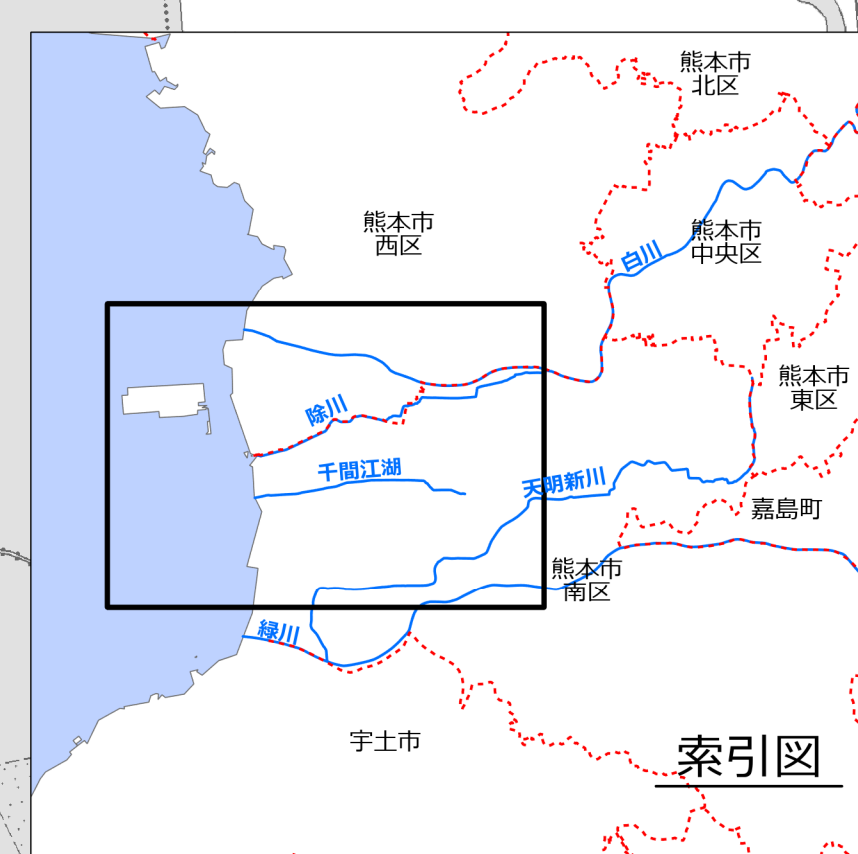 熊本市
北区
熊本市
西区
熊本市
中央区
白川
熊本市
東区
除川
千間江湖
天明新川
嘉島町
熊本市
南区
緑川
宇土市
索引図